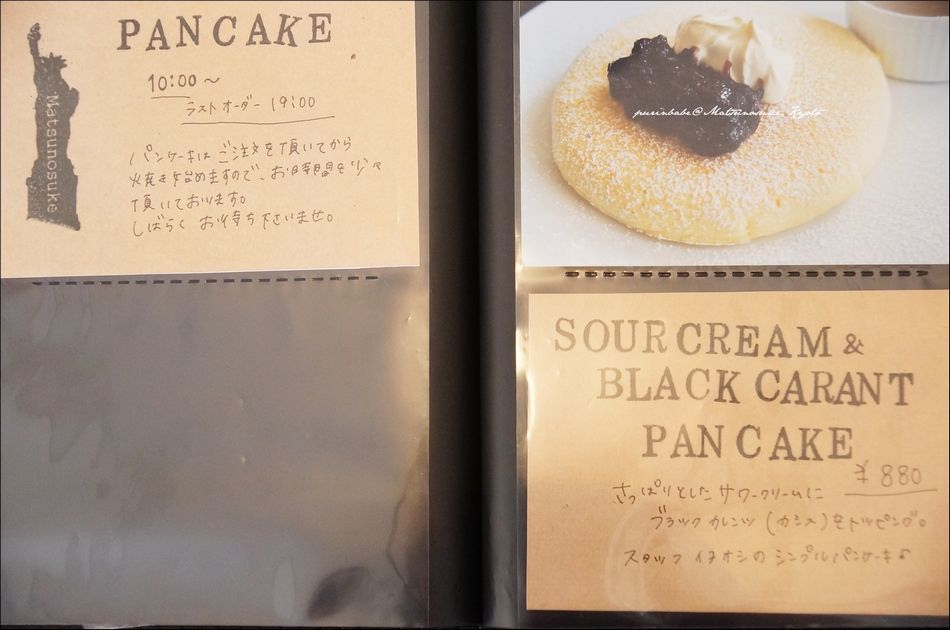 PANCAKE
Matsunosuke
10:00〜
ラストオーダー 19:00
パンケーキは ご注文を頂いてから
焼き始めますので、お時間を少々
頂いております。
しばらく お待ち下さいませ。
purinbabe@Matsunosuke, Kyoto
SOUR CREAM &
BLACK CARANT
PANCAKE
¥880
さっぱりとした サワークリームに
ブラック カレンツ (カシス)をトッピング。
スタッフ イチオシの シンプルパンケーキ♪